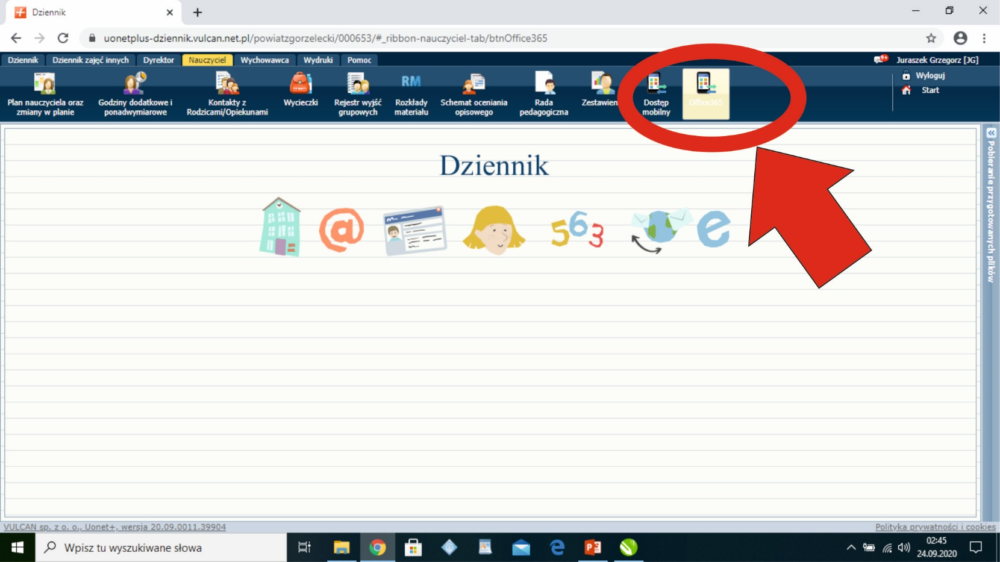 Dziennik
uonetplus-dziennik.vulcan.net.pl/powiatzgorzelecki/000653/#_ribbon-nauczyciel-tab/btnOffice365
Dziennik Dziennik zajęć innych Dyrektor Nauczyciel Wychowawca Wydruki Pomoc
9+ Juraszek Grzegorz [JG]
Wyloguj
Start
Plan nauczyciela oraz
zmiany w planie
Godziny dodatkowe i
ponadwymiarowe
Kontakty z
Rodzicami/Opiekunami
Wycieczki
Rejestr wyjść
grupowych
RM
Rozkłady
materiału
Schemat oceniania
opisowego
Rada
pedagogiczna
Zestawien
Dostęp
mobilny
Office365
Dziennik
@ 563 e
Pobieranie przygotowanych plików
VULCAN sp. z o. o., Uonet+, wersja 20.09.0011.39904
Polityka prywatności i cookies
Wpisz tu wyszukiwane słowa
02:45
24.09.2020